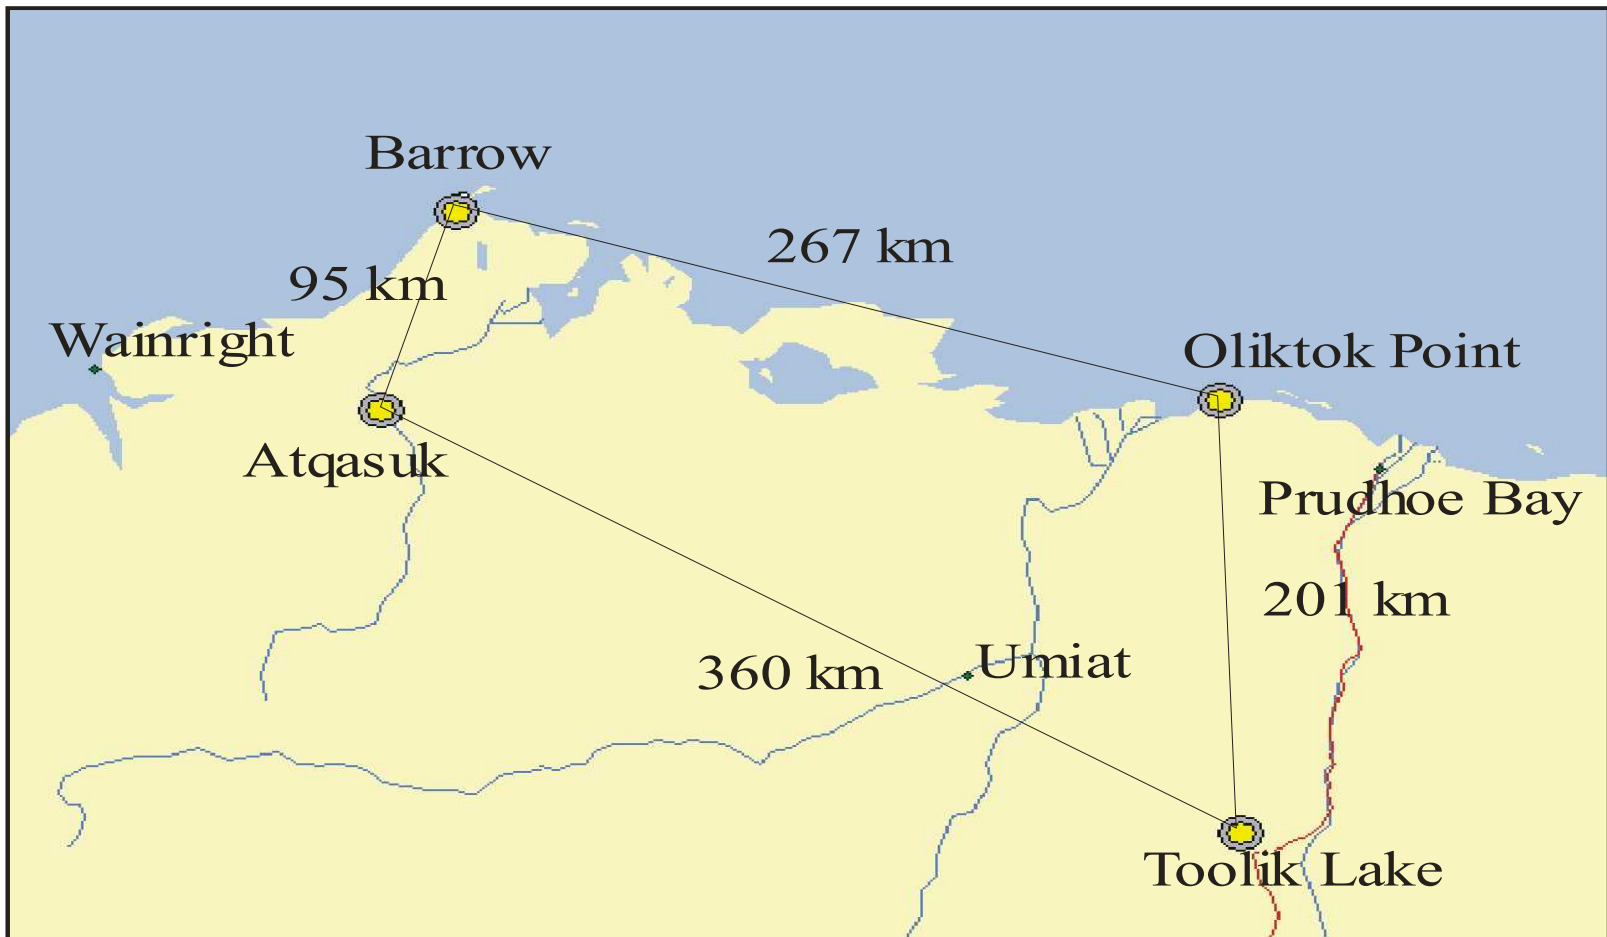 Barrow
267 km
95 km
Wainright
Oliktok Point
Atqasuk
Prudhoe Bay
201 km
Umiat
360 km
Toolik Lake